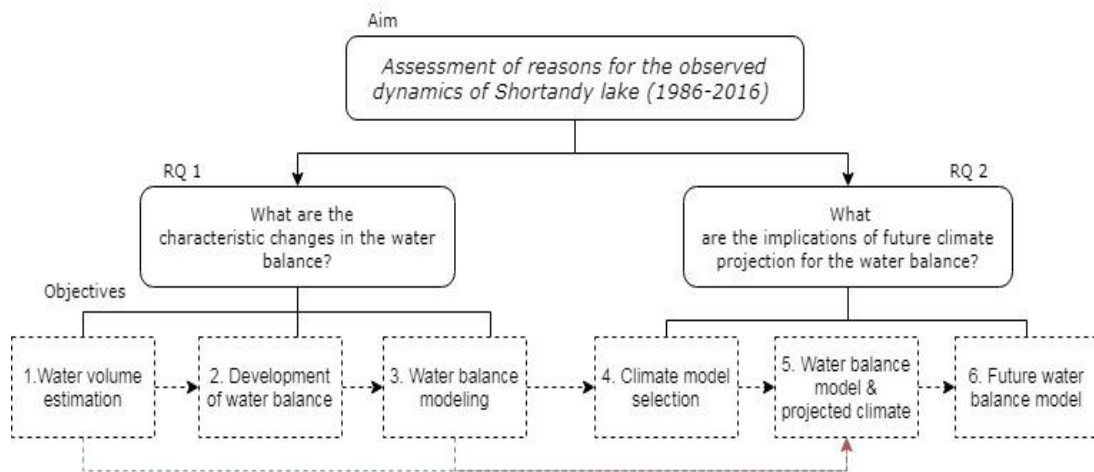 Aim
Assessment of reasons for the observed
dynamics of Shortandy lake (1986-2016)
RQ 1
RQ 2
What are the
characteristic changes in the water
balance?
What
are the implications of future climate
projection for the water balance?
Objectives
1.Water volume
estimation
2. Development
of water balance
3. Water balance
modeling
4. Climate model
selection
5. Water balance
model &
projected climate
6. Future water
balance model